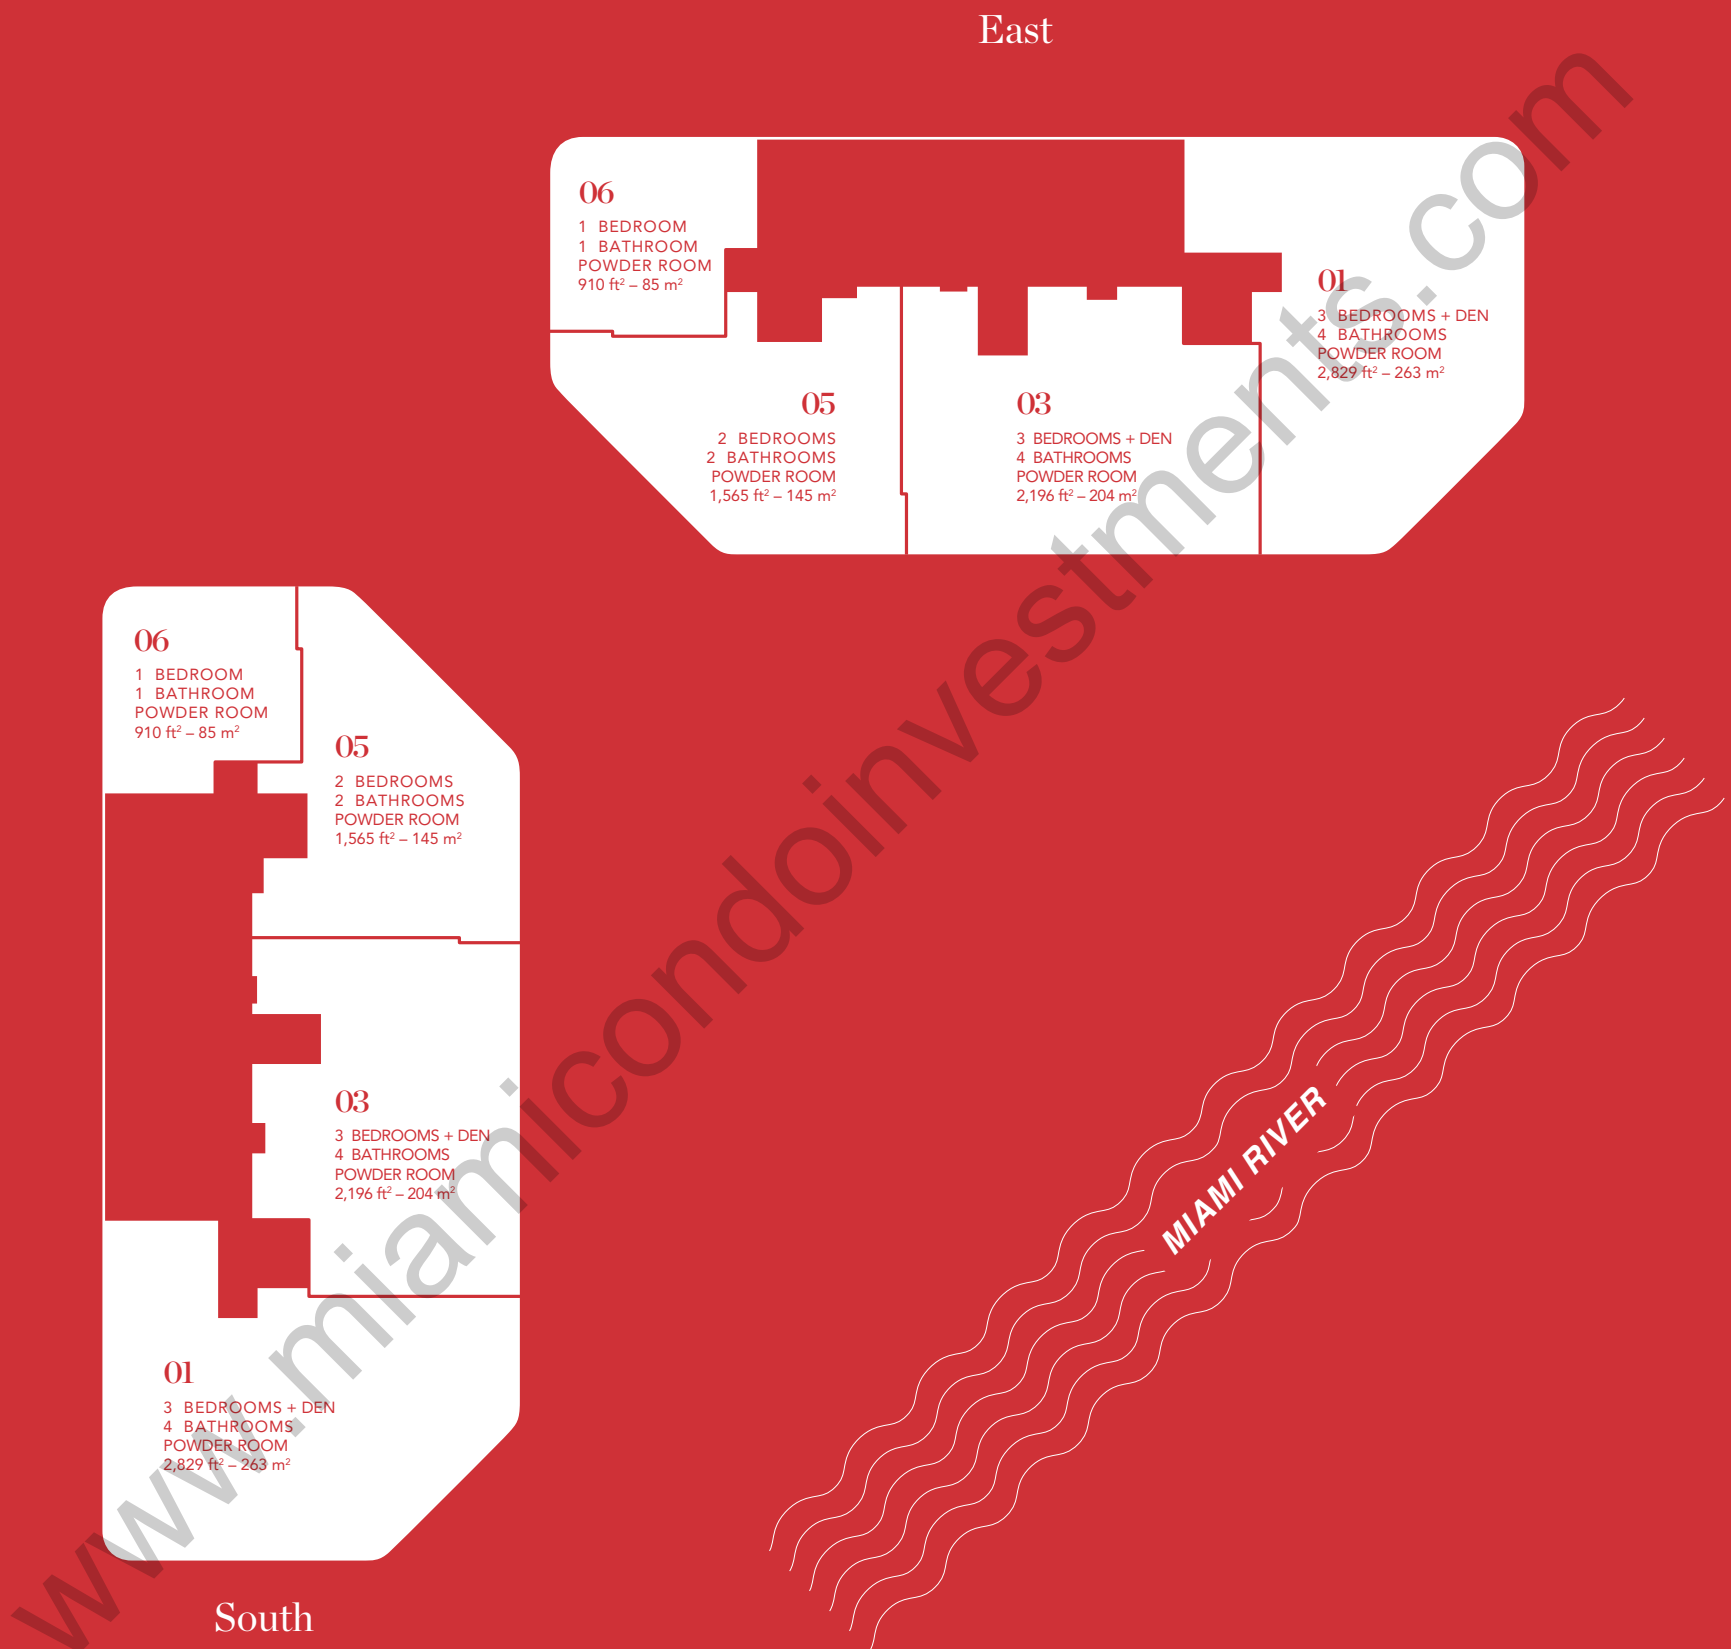 East
06
1 BEDROOM
1 BATHROOM
POWDER ROOM
910 ft² – 85 m²
01
3 BEDROOMS + DEN
4 BATHROOMS
POWDER ROOM
2,829 ft² – 263 m²
05
2 BEDROOMS
2 BATHROOMS
POWDER ROOM
1,565 ft² – 145 m²
03
3 BEDROOMS + DEN
4 BATHROOMS
POWDER ROOM
2,196 ft² – 204 m²
06
1 BEDROOM
1 BATHROOM
POWDER ROOM
910 ft² – 85 m²
05
2 BEDROOMS
2 BATHROOMS
POWDER ROOM
1,565 ft² – 145 m²
03
3 BEDROOMS + DEN
4 BATHROOMS
POWDER ROOM
2,196 ft² – 204 m²
01
3 BEDROOMS + DEN
4 BATHROOMS
POWDER ROOM
2,829 ft² – 263 m²
South
MIAMI RIVER
www.miamicondoinvestments.com